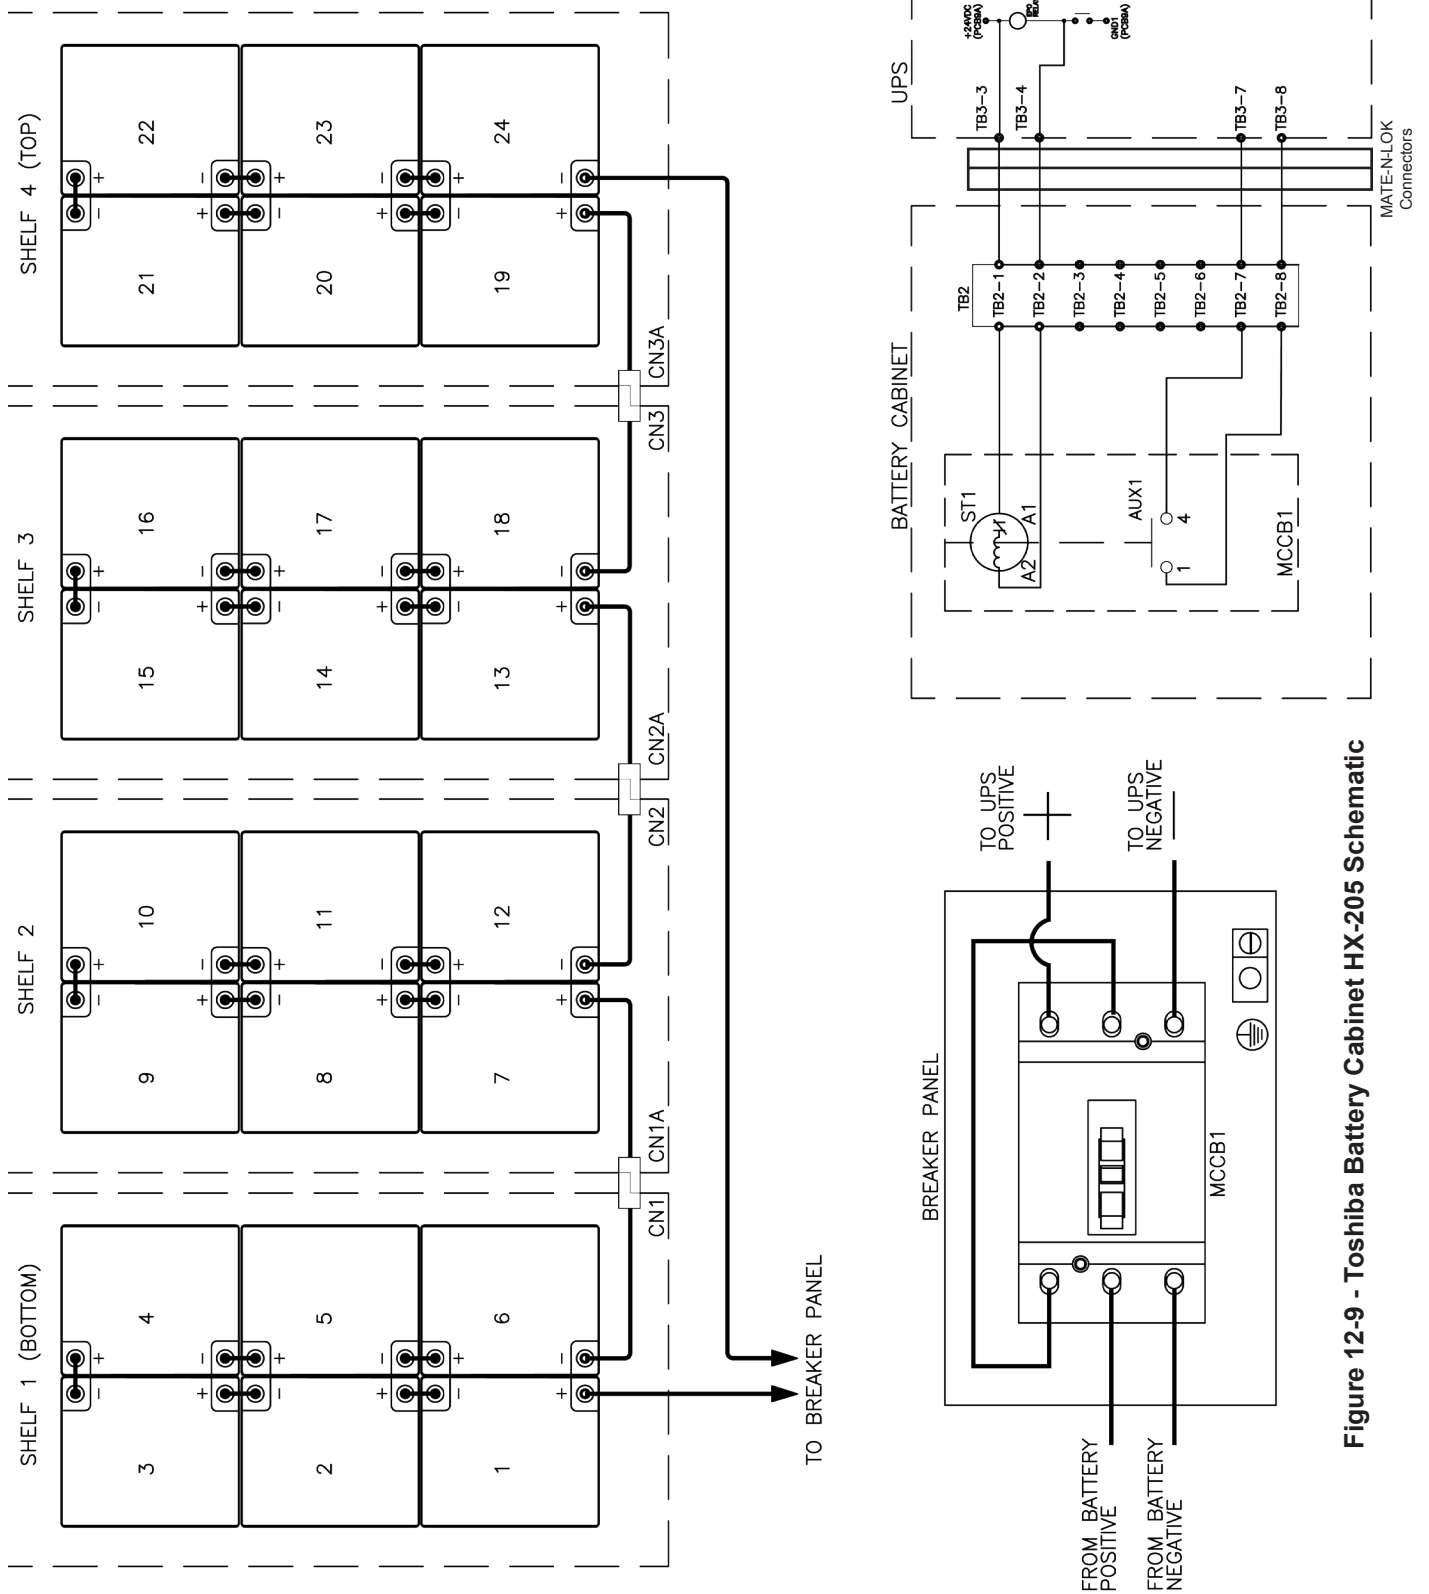 SHELF 1 (BOTTOM)
SHELF 2
SHELF 3
SHELF 4 (TOP)
3
4
9
10
15
16
21
22
+
−
2
5
8
11
14
17
20
23
1
6
7
12
13
18
19
24
CN1
CN1A
CN2
CN2A
CN3
CN3A
TO BREAKER PANEL
BREAKER PANEL
FROM BATTERY
POSITIVE
FROM BATTERY
NEGATIVE
MCCB1
TO UPS
POSITIVE
+
TO UPS
NEGATIVE
−
BATTERY CABINET
ST1
A2
A1
AUX1
1
4
MCCB1
TB2
TB2-1
TB2-2
TB2-3
TB2-4
TB2-5
TB2-6
TB2-7
TB2-8
UPS
TB3-3
TB3-4
TB3-7
TB3-8
+24VDC
(PCB9A)
EPO
GND1
(PCB9A)
MATE-N-LOK
Connectors
Figure 12-9 - Toshiba Battery Cabinet HX-205 Schematic